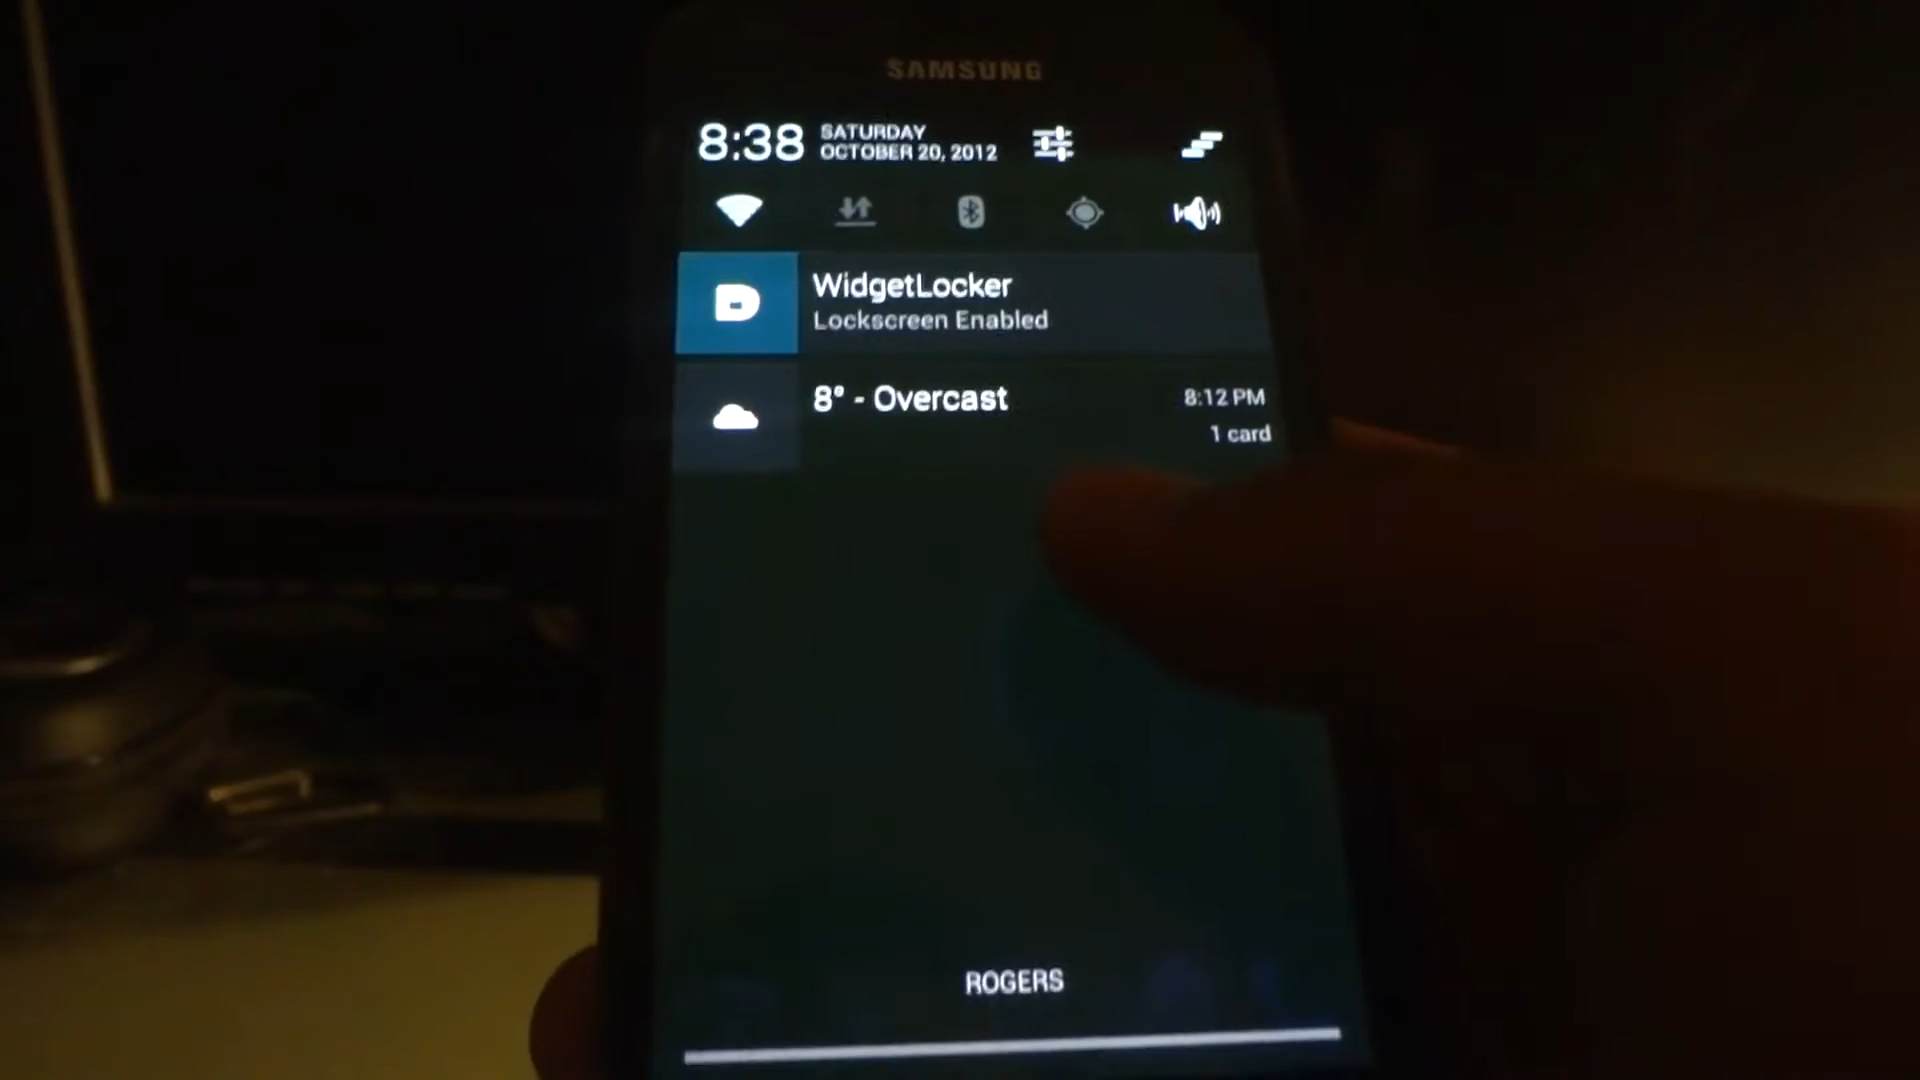 SAMSUNG
8:38
SATURDAY
OCTOBER 20, 2012
WidgetLocker
Lockscreen Enabled
8° - Overcast
8:12 PM
1 card
ROGERS